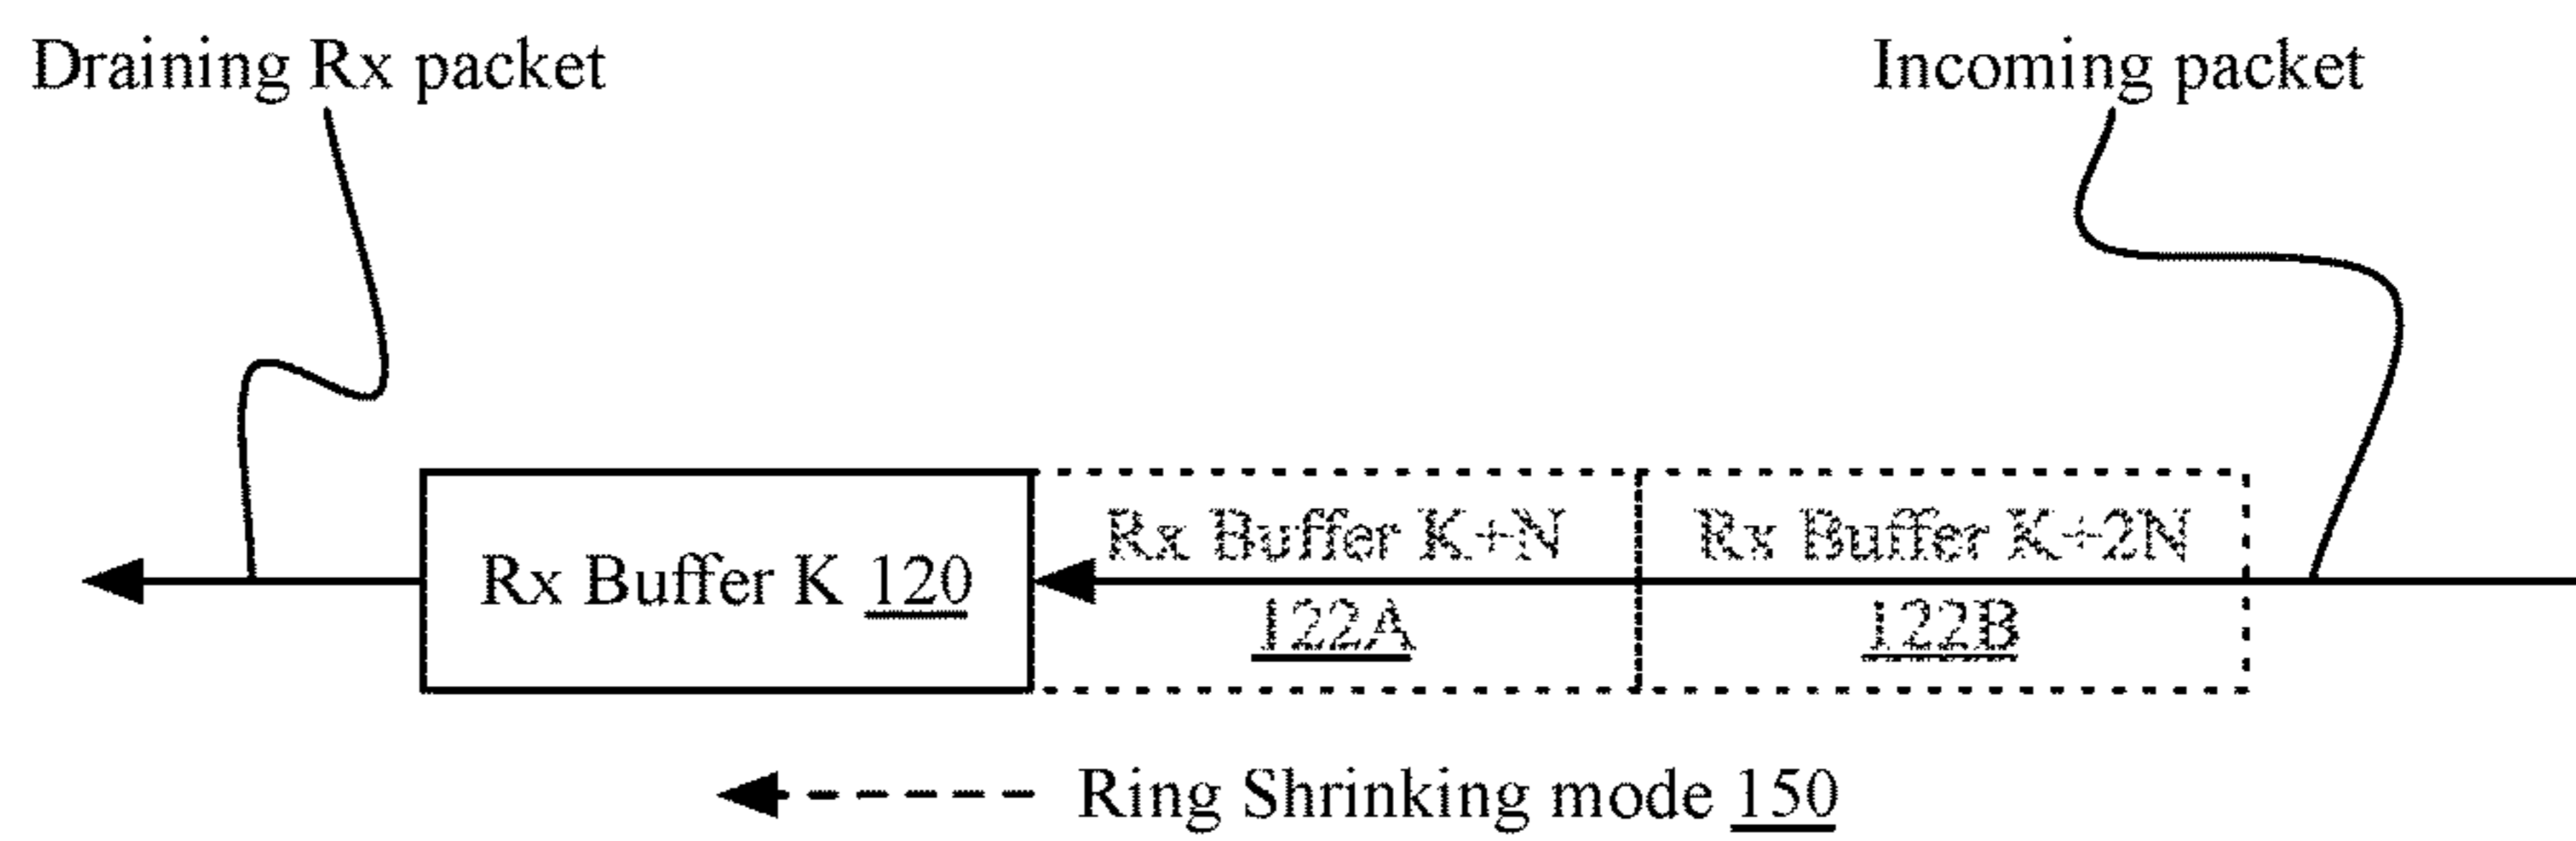 Draining Rx packet
Incoming packet
Rx Buffer K 120
Rx Buffer K+N
122A
Rx Buffer K+2N
122B
Ring Shrinking mode 150